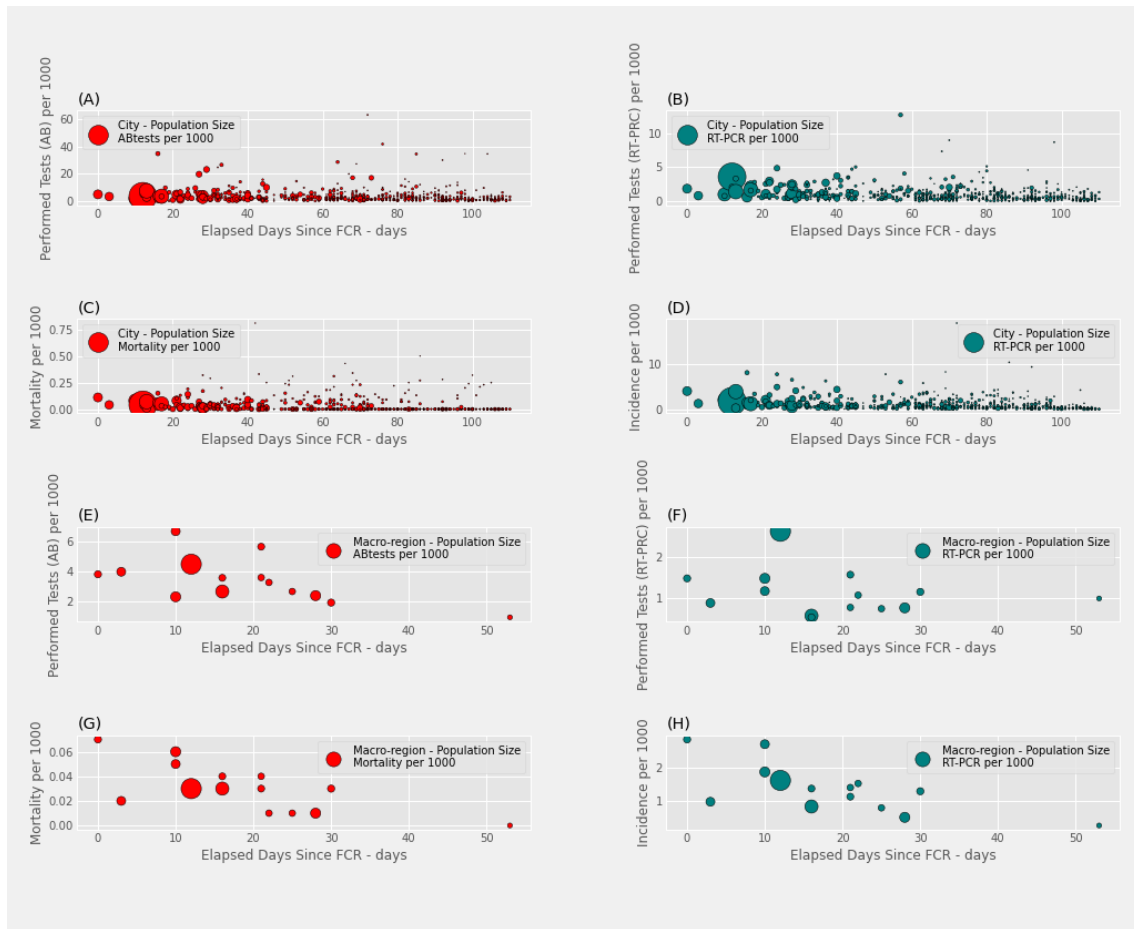 (A)
Performed Tests (AB) per 1000
60
40
20
0
City - Population Size
ABtests per 1000
0 20 40 60 80 100
Elapsed Days Since FCR - days
(B)
Performed Tests (RT-PRC) per 1000
10
5
0
City - Population Size
RT-PCR per 1000
0 20 40 60 80 100
Elapsed Days Since FCR - days
(C)
Mortality per 1000
0.75
0.50
0.25
0.00
City - Population Size
Mortality per 1000
0 20 40 60 80 100
Elapsed Days Since FCR - days
(D)
Incidence per 1000
10
0
City - Population Size
RT-PCR per 1000
0 20 40 60 80 100
Elapsed Days Since FCR - days
(E)
Performed Tests (AB) per 1000
6
4
2
Macro-region - Population Size
ABtests per 1000
0 10 20 30 40 50
Elapsed Days Since FCR - days
(F)
Performed Tests (RT-PRC) per 1000
2
1
Macro-region - Population Size
RT-PCR per 1000
0 10 20 30 40 50
Elapsed Days Since FCR - days
(G)
Mortality per 1000
0.06
0.04
0.02
0.00
Macro-region - Population Size
Mortality per 1000
0 10 20 30 40 50
Elapsed Days Since FCR - days
(H)
Incidence per 1000
2
1
Macro-region - Population Size
RT-PCR per 1000
0 10 20 30 40 50
Elapsed Days Since FCR - days